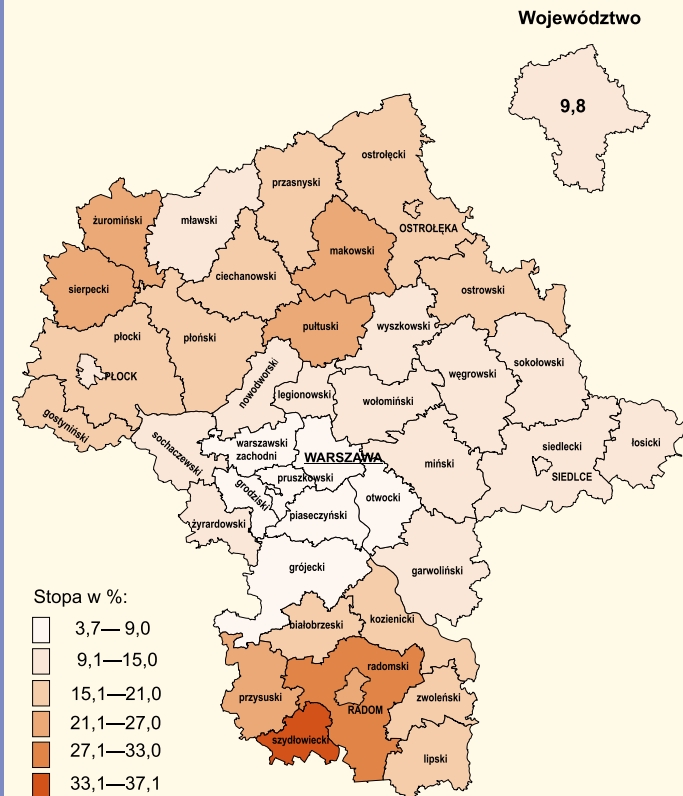 Województwo
9,8
ostrołęcki
przasnyski
żuromiński
mławski
OSTROŁĘKA
makowski
ciechanowski
sierpecki
ostrowski
pułtuski
wyszkowski
płocki
płoński
sokołowski
węgrowski
PŁOCK
nowodworski
legionowski
wołomiński
gostyniński
sochaczewski
warszawski
zachodni
WARSZAWA
siedlecki
łosicki
miński
pruszkowski
SIEDLCE
grodziski
otwocki
piaseczyński
żyrardowski
grójecki
garwoliński
Stopa w %:
3,7— 9,0
9,1—15,0
15,1—21,0
21,1—27,0
27,1—33,0
33,1—37,1
białobrzeski
kozienicki
radomski
przysuski
zwoleński
RADOM
szydłowiecki
lipski